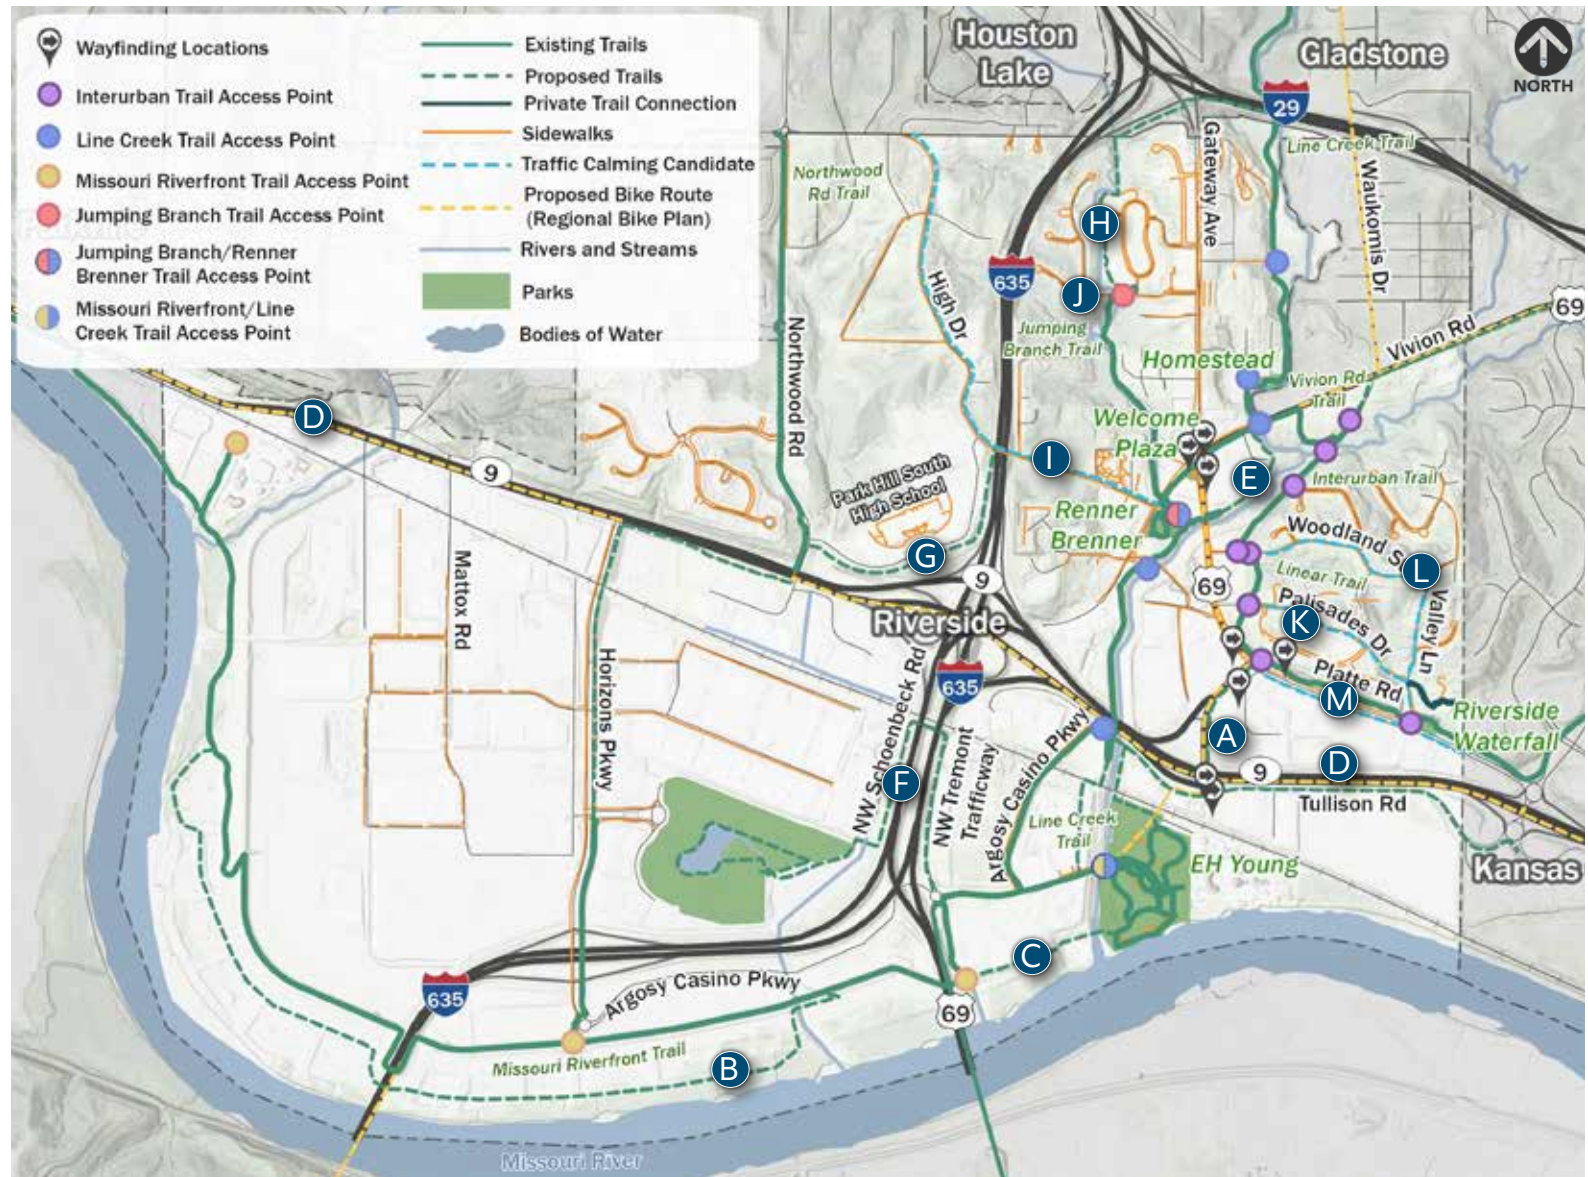 Wayfinding Locations
Interurban Trail Access Point
Line Creek Trail Access Point
Missouri Riverfront Trail Access Point
Jumping Branch Trail Access Point
Jumping Branch/Renner
Brenner Trail Access Point
Missouri Riverfront/Line
Creek Trail Access Point
Existing Trails
Proposed Trails
Private Trail Connection
Sidewalks
Traffic Calming Candidate
Proposed Bike Route
(Regional Bike Plan)
Rivers and Streams
Parks
Bodies of Water
Houston
Lake
Gladstone
NORTH
29
Line Creek Trail
Gateway Ave
Waukomis Dr
Northwood
Rd Trail
H
635
High Dr
J
Jumping
Branch Trail
69
Vivion Rd
Northwood Rd
Homestead
Vivion Rd
Trail
D
Welcome
Plaza
I
E
9
Interurban Trail
Park Hill South
High School
Renner
Brenner
Woodland S
G
L
9
Linear Trail
69
Mattox Rd
Palisades Dr
K
Valley Ln
Riverside
Horizons Pkwy
NW Schoenbeck Rd
635
Platte Rd
M
Riverside
Waterfall
Argosy Casino Pkwy
A
D
9
F
NW Tremont
Trafficway
Tullison Rd
Line Creek
Trail
EH Young
Kansas
C
635
Argosy Casino Pkwy
69
Missouri Riverfront Trail
B
Missouri River